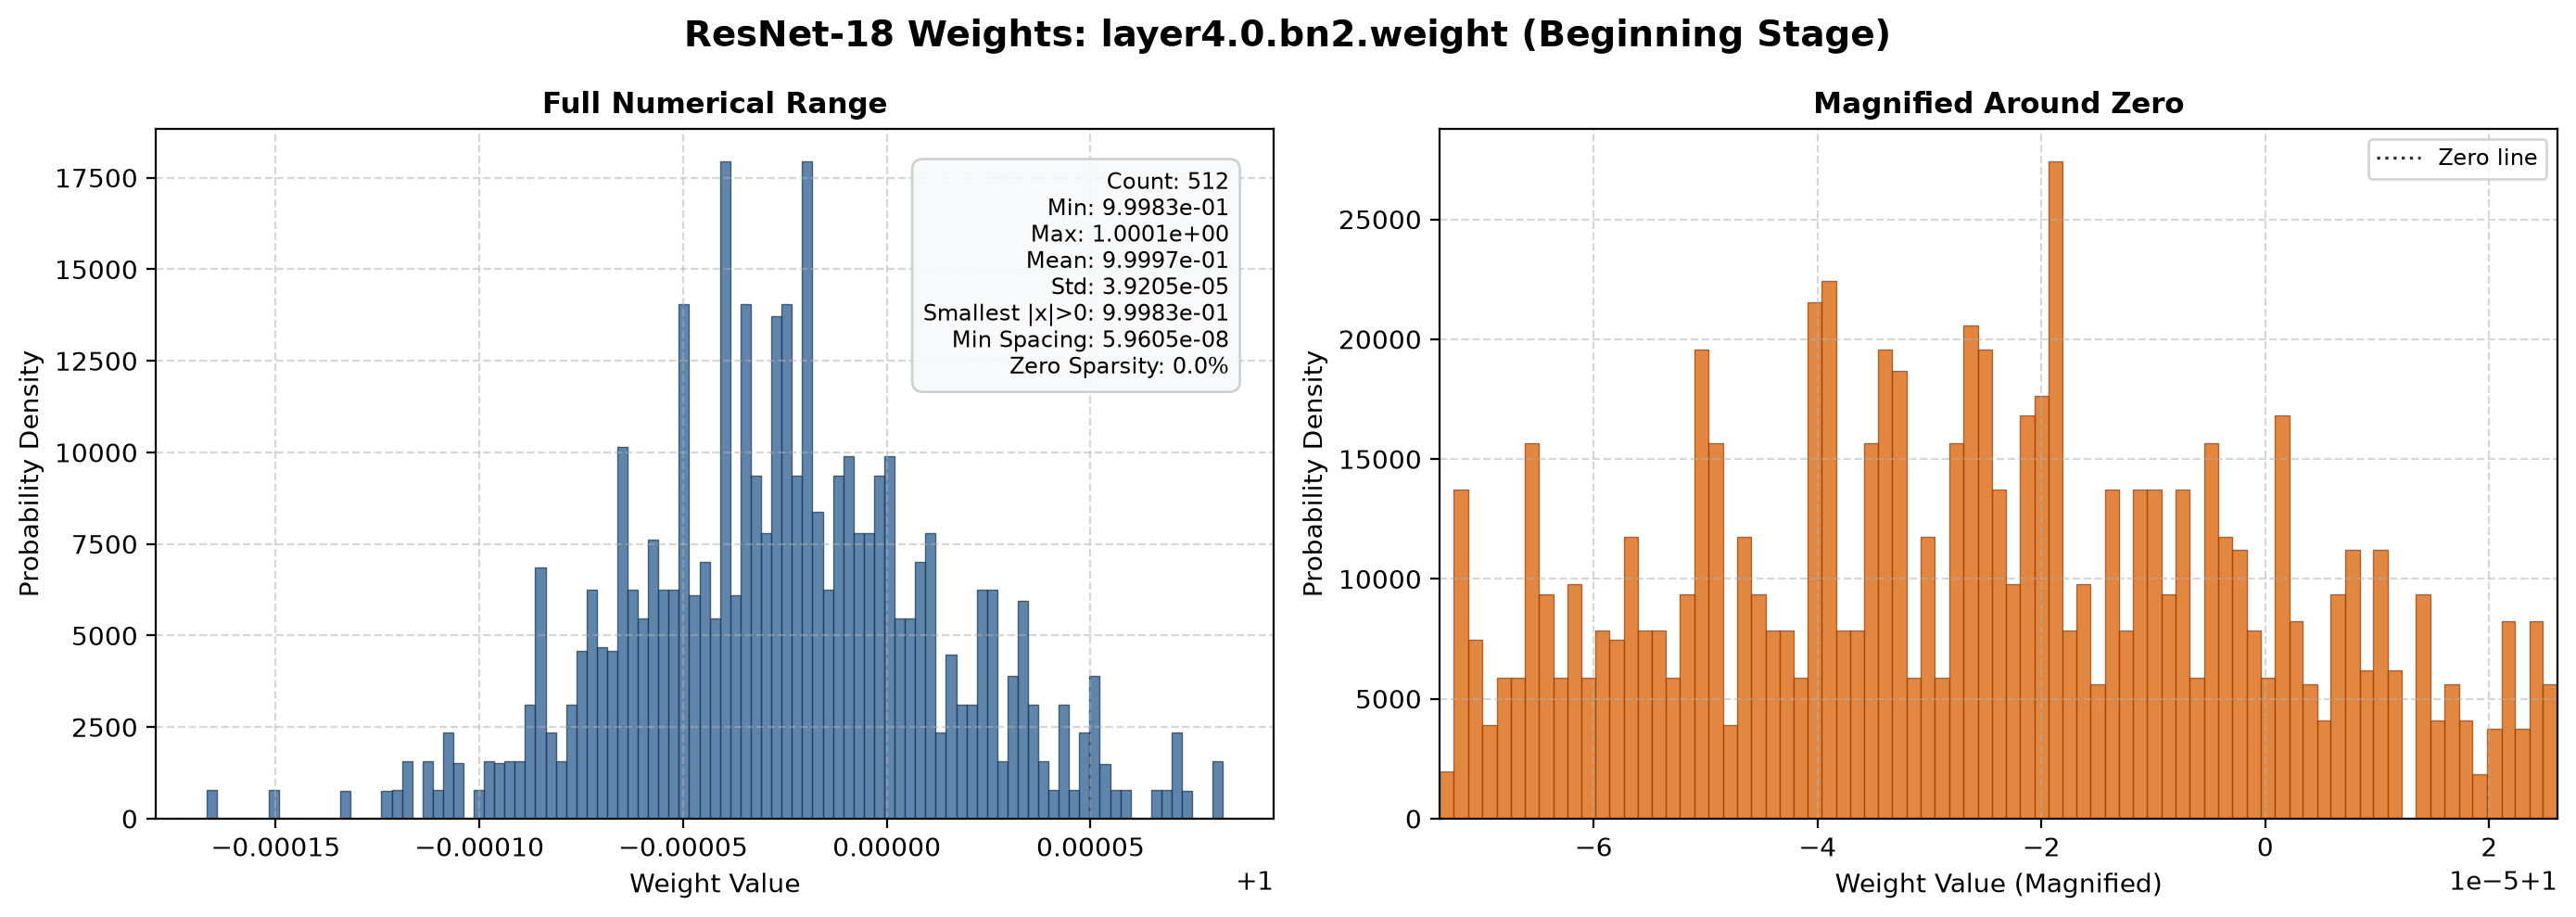 ResNet-18 Weights: layer4.0.bn2.weight (Beginning Stage)
Full Numerical Range
Probability Density
17500
15000
12500
10000
7500
5000
2500
0
Count: 512
Min: 9.9983e-01
Max: 1.0001e+00
Mean: 9.9997e-01
Std: 3.9205e-05
Smallest |x|>0: 9.9983e-01
Min Spacing: 5.9605e-08
Zero Sparsity: 0.0%
−0.00015 −0.00010 −0.00005 0.00000 0.00005
+1
Weight Value
Magnified Around Zero
Probability Density
25000
20000
15000
10000
5000
0
Zero line
−6 −4 −2 0 2
1e−5+1
Weight Value (Magnified)